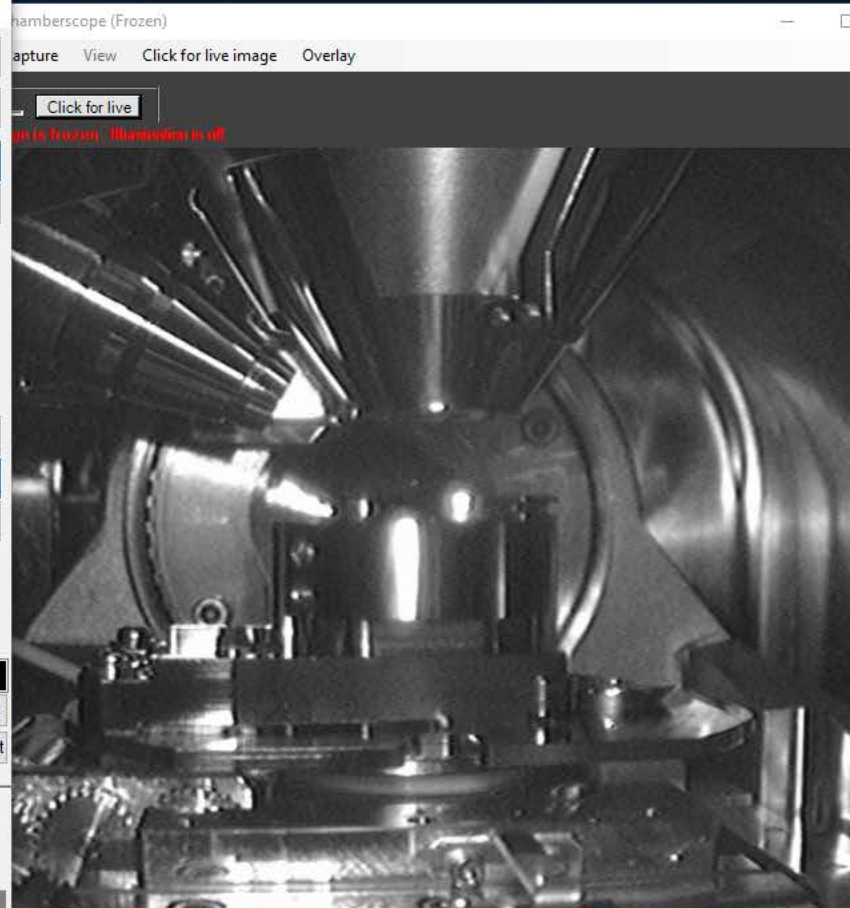 hamberscope (Frozen)
apture View Click for live image Overlay
Click for live
ge is frozen. Illumination is off
t